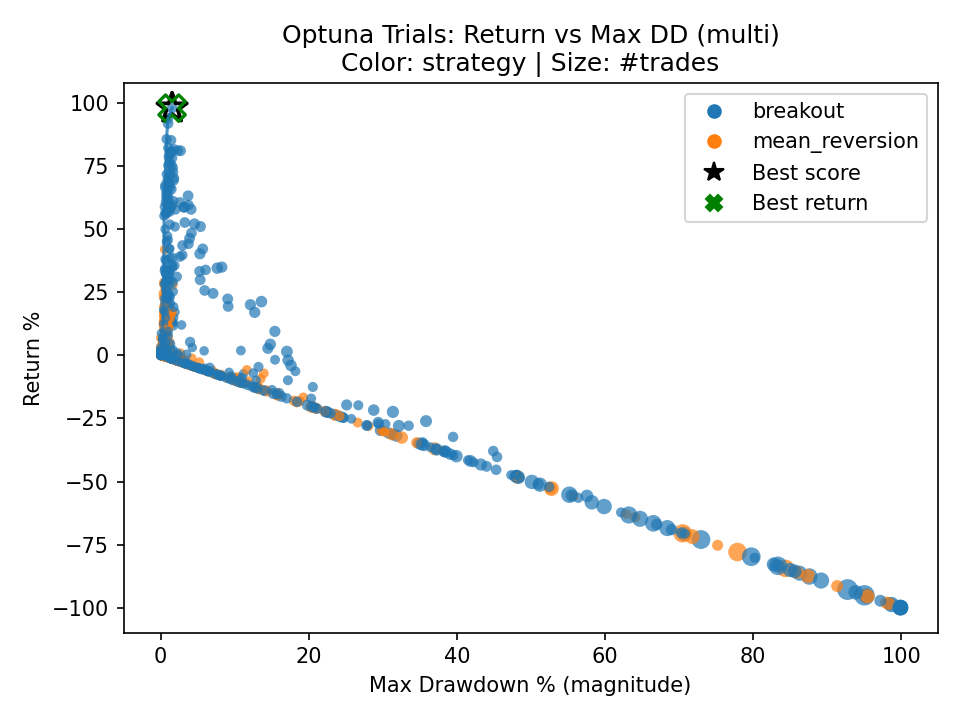 Optuna Trials: Return vs Max DD (multi)
Color: strategy | Size: #trades
breakout
mean_reversion
Best score
Best return
Return %
100
75
50
25
0
−25
−50
−75
−100
0
20
40
60
80
100
Max Drawdown % (magnitude)